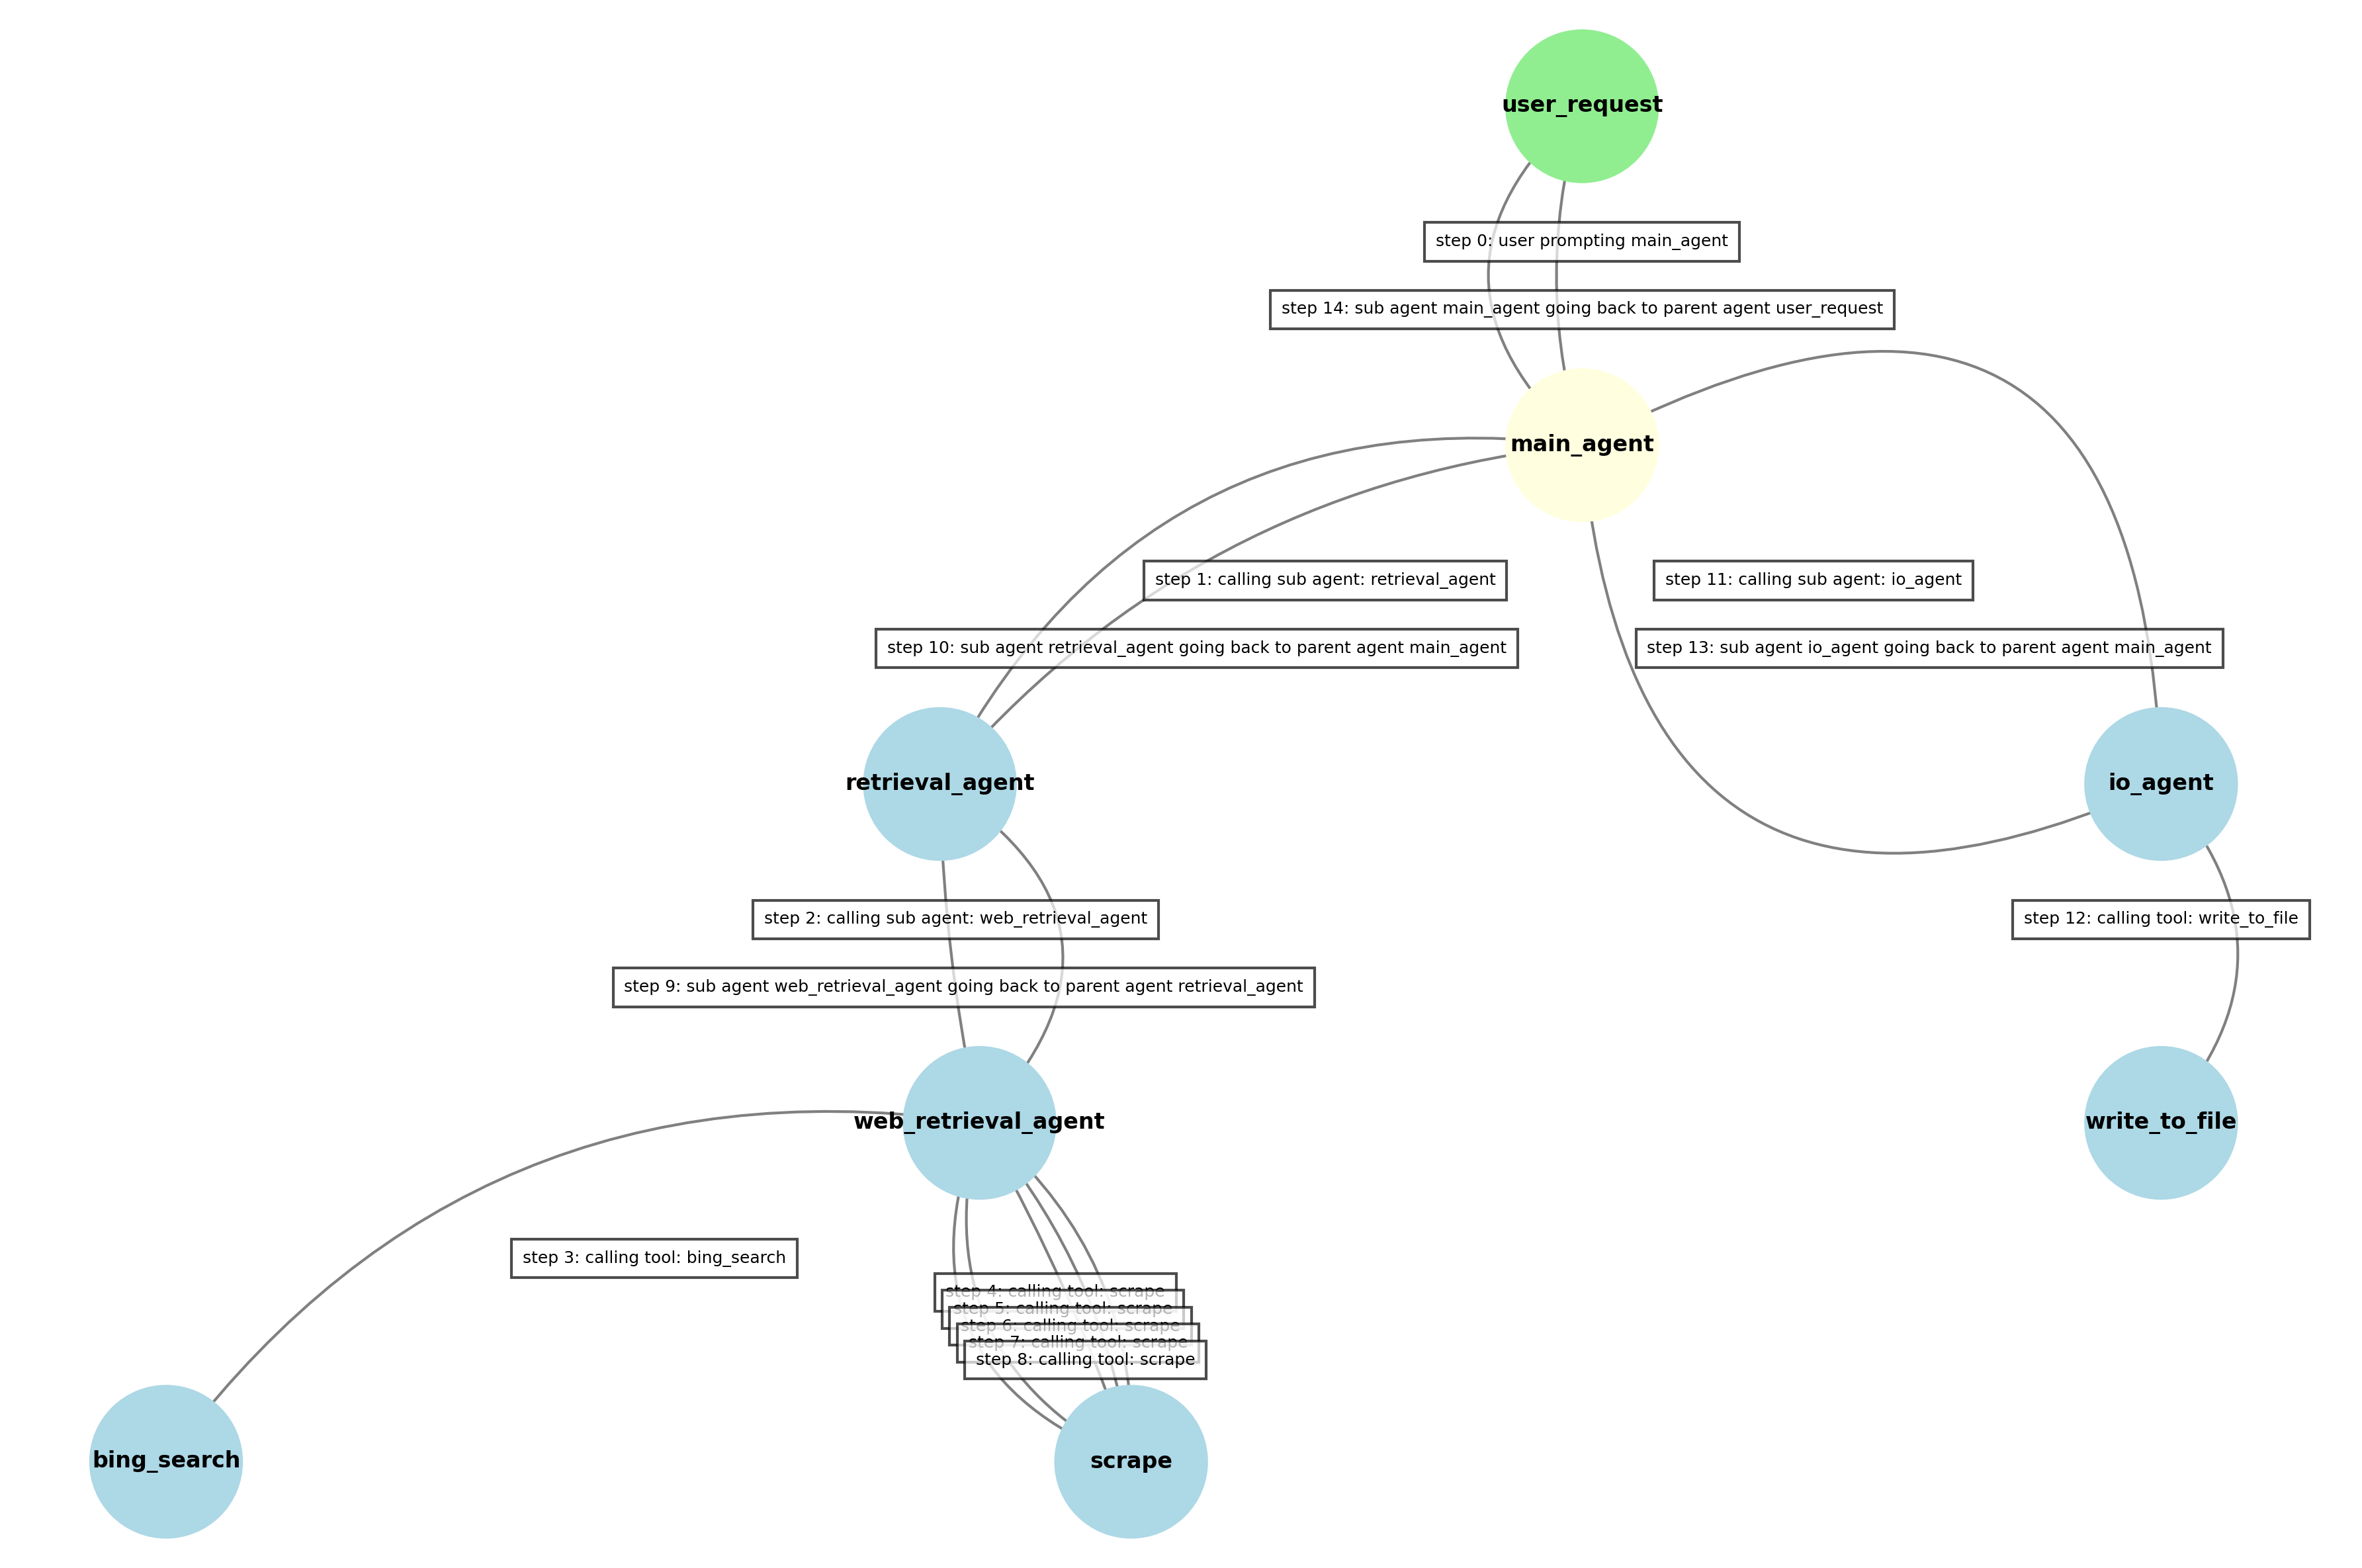 user_request
step 0: user prompting main_agent
step 14: sub agent main_agent going back to parent agent user_request
main_agent
step 1: calling sub agent: retrieval_agent
step 11: calling sub agent: io_agent
step 10: sub agent retrieval_agent going back to parent agent main_agent
step 13: sub agent io_agent going back to parent agent main_agent
retrieval_agent
io_agent
step 2: calling sub agent: web_retrieval_agent
step 12: calling tool: write_to_file
step 9: sub agent web_retrieval_agent going back to parent agent retrieval_agent
web_retrieval_agent
write_to_file
step 3: calling tool: bing_search
step 4: calling tool: scrape
step 5: calling tool: scrape
step 6: calling tool: scrape
step 7: calling tool: scrape
step 8: calling tool: scrape
bing_search
scrape